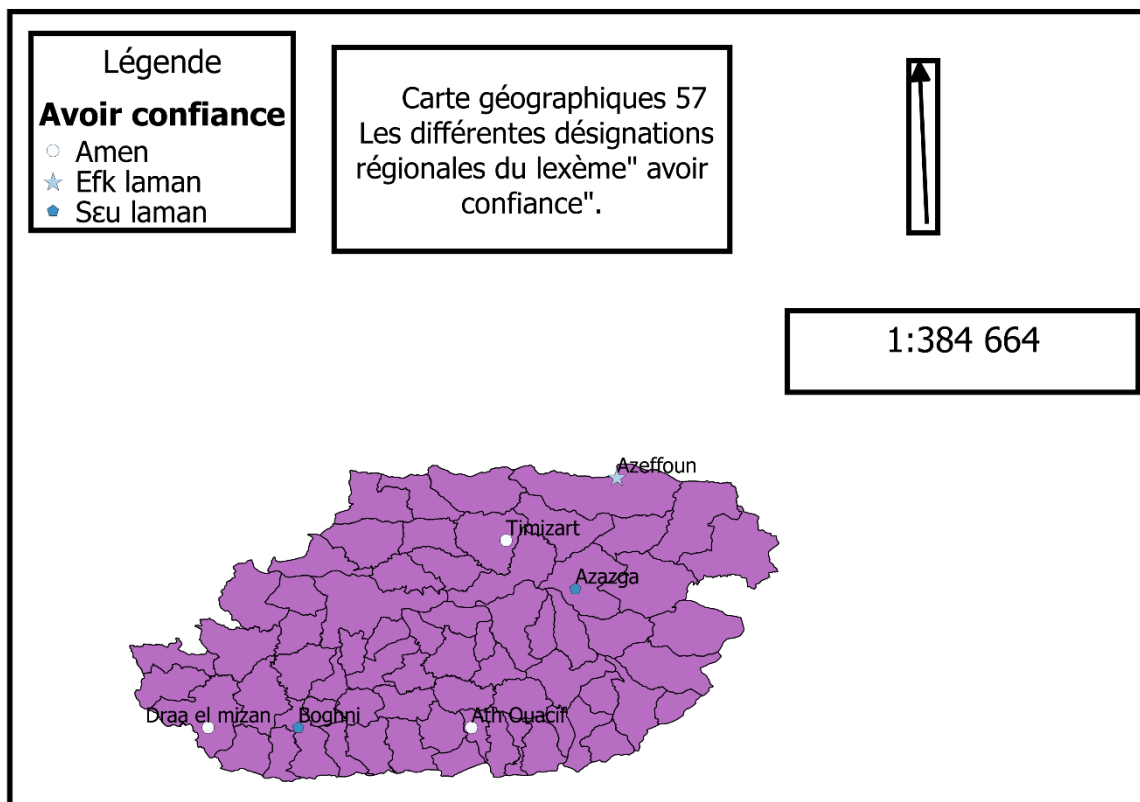 Légende
Avoir confiance
Amen
Efk laman
Sɛu laman
Carte géographiques 57
Les différentes désignations
régionales du lexème" avoir
confiance".
1:384 664
Azeffoun
Timizart
Azazga
Draa el mizan
Boghni
Ath Ouacif